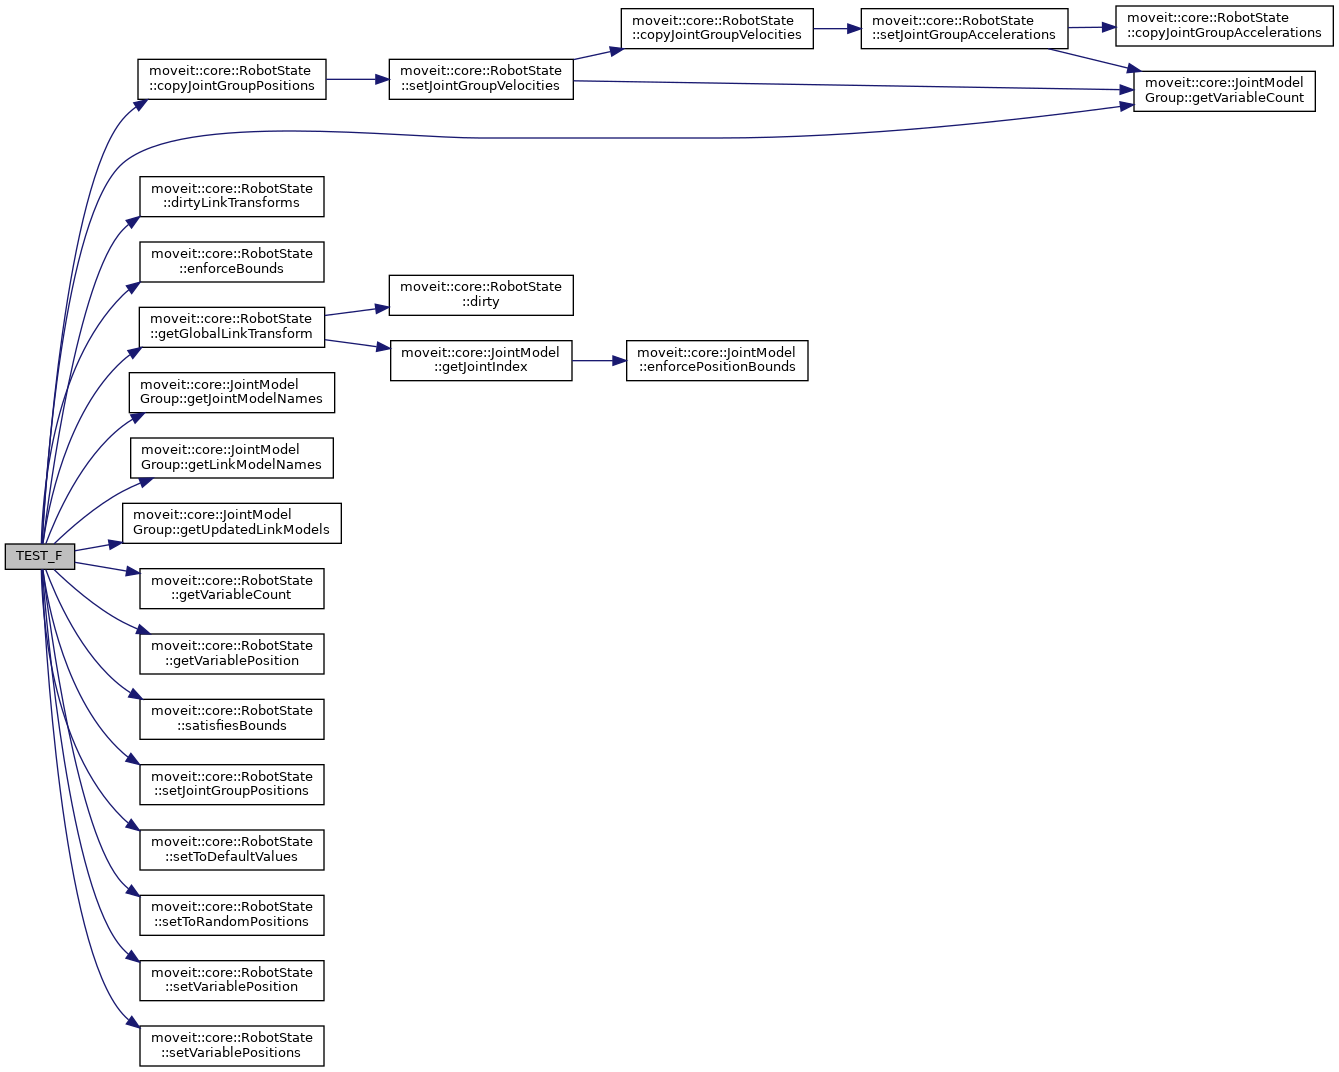 moveit::core::RobotState
::copyJointGroupVelocities
moveit::core::RobotState
::setJointGroupAccelerations
moveit::core::RobotState
::copyJointGroupAccelerations
moveit::core::RobotState
::copyJointGroupPositions
moveit::core::RobotState
::setJointGroupVelocities
moveit::core::JointModel
Group::getVariableCount
moveit::core::RobotState
::dirtyLinkTransforms
moveit::core::RobotState
::enforceBounds
moveit::core::RobotState
::getGlobalLinkTransform
moveit::core::RobotState
::dirty
moveit::core::JointModel
::getJointIndex
moveit::core::JointModel
::enforcePositionBounds
moveit::core::JointModel
Group::getJointModelNames
moveit::core::JointModel
Group::getLinkModelNames
moveit::core::JointModel
Group::getUpdatedLinkModels
TEST_F
moveit::core::RobotState
::getVariableCount
moveit::core::RobotState
::getVariablePosition
moveit::core::RobotState
::satisfiesBounds
moveit::core::RobotState
::setJointGroupPositions
moveit::core::RobotState
::setToDefaultValues
moveit::core::RobotState
::setToRandomPositions
moveit::core::RobotState
::setVariablePosition
moveit::core::RobotState
::setVariablePositions